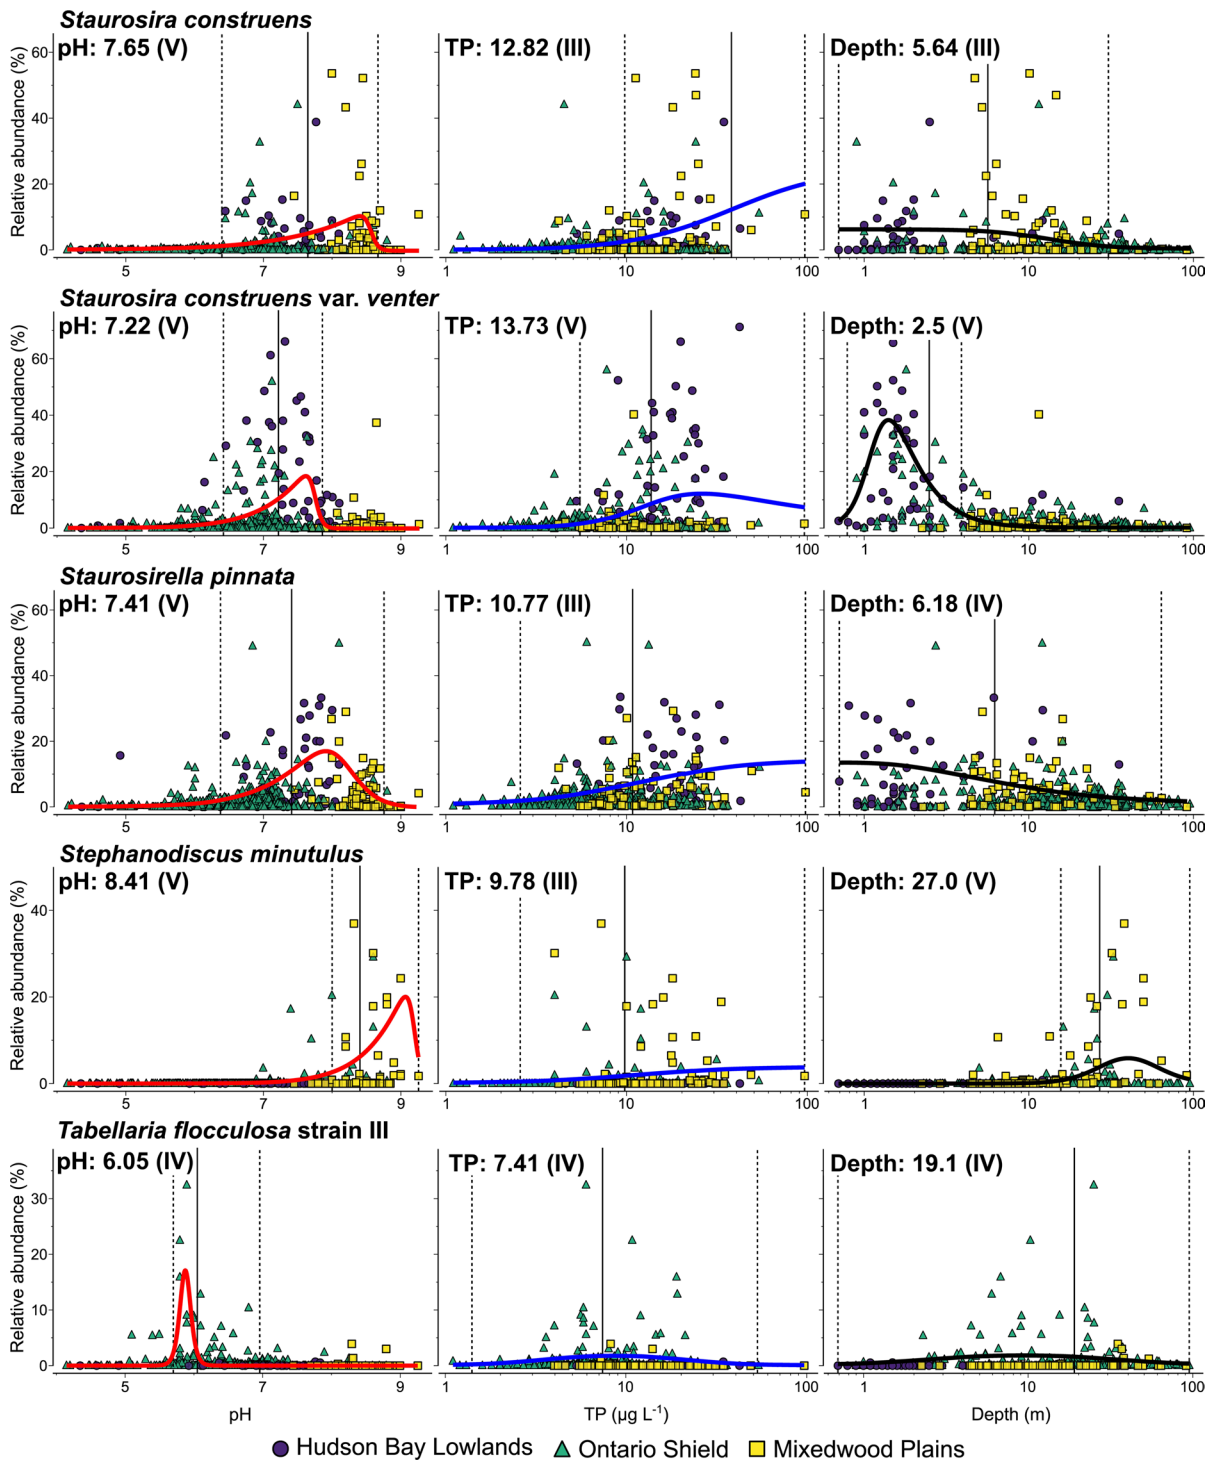 Staurosira construens
pH: 7.65 (V)
TP: 12.82 (III)
Depth: 5.64 (III)
Relative abundance (%)
60
40
20
0
5
7
9
1
10
100
1
10
100
Staurosira construens var. venter
pH: 7.22 (V)
TP: 13.73 (V)
Depth: 2.5 (V)
Relative abundance (%)
60
40
20
0
5
7
9
1
10
100
1
10
100
Staurosirella pinnata
pH: 7.41 (V)
TP: 10.77 (III)
Depth: 6.18 (IV)
Relative abundance (%)
60
40
20
0
5
7
9
1
10
100
1
10
100
Stephanodiscus minutulus
pH: 8.41 (V)
TP: 9.78 (III)
Depth: 27.0 (V)
Relative abundance (%)
40
20
0
5
7
9
1
10
100
1
10
100
Tabellaria flocculosa strain III
pH: 6.05 (IV)
TP: 7.41 (IV)
Depth: 19.1 (IV)
Relative abundance (%)
30
20
10
0
5
7
9
1
10
100
1
10
100
pH
TP (µg L⁻¹)
Depth (m)
Hudson Bay Lowlands
Ontario Shield
Mixedwood Plains